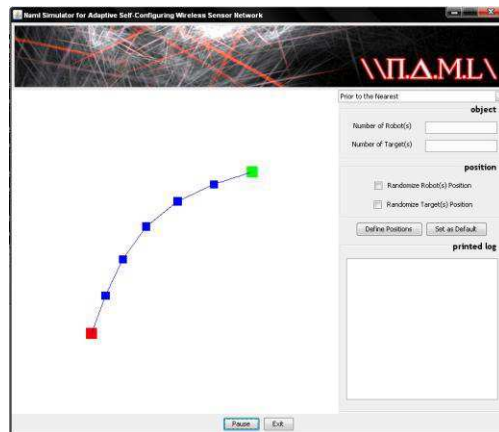 Naml Simulator for Adaptive Self-Configuring Wireless Sensor Network
\\Π.Δ.M.L\
Prior to the Nearest
object
Number of Robot(s)
Number of Target(s)
position
Randomize Robot(s) Position
Randomize Target(s) Position
Define Positions Set as Default
printed log
Pause Exit